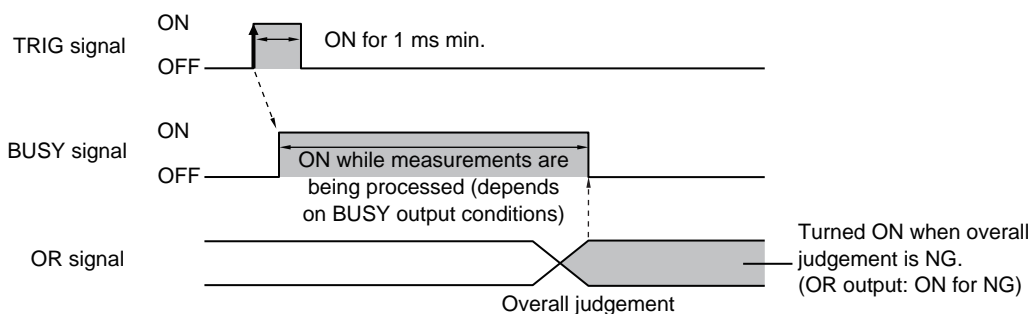 ON
TRIG signal
ON for 1 ms min.
OFF
ON
BUSY signal
ON while measurements are
OFF
being processed (depends
on BUSY output conditions)
OR signal
Turned ON when overall
judgement is NG.
(OR output: ON for NG)
Overall judgement